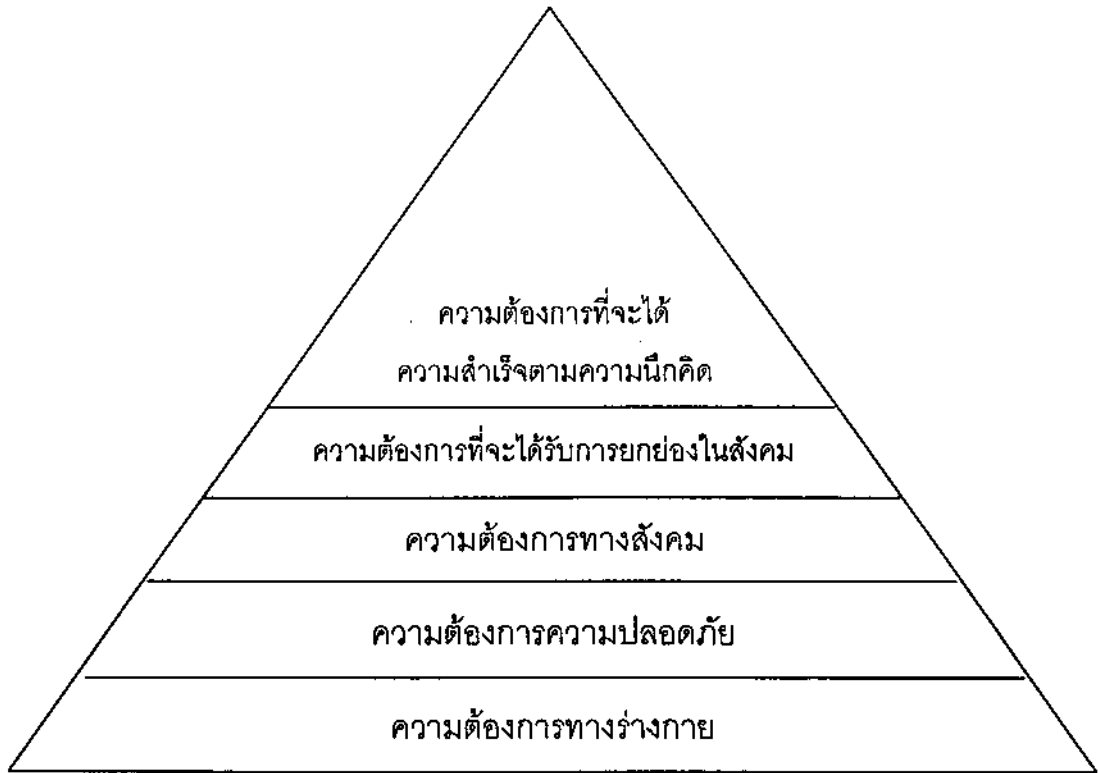 ความต้องการที่จะได้
ความสำเร็จตามความนึกคิด
ความต้องการที่จะได้รับการยกย่องในสังคม
ความต้องการทางสังคม
ความต้องการความปลอดภัย
ความต้องการทางร่างกาย